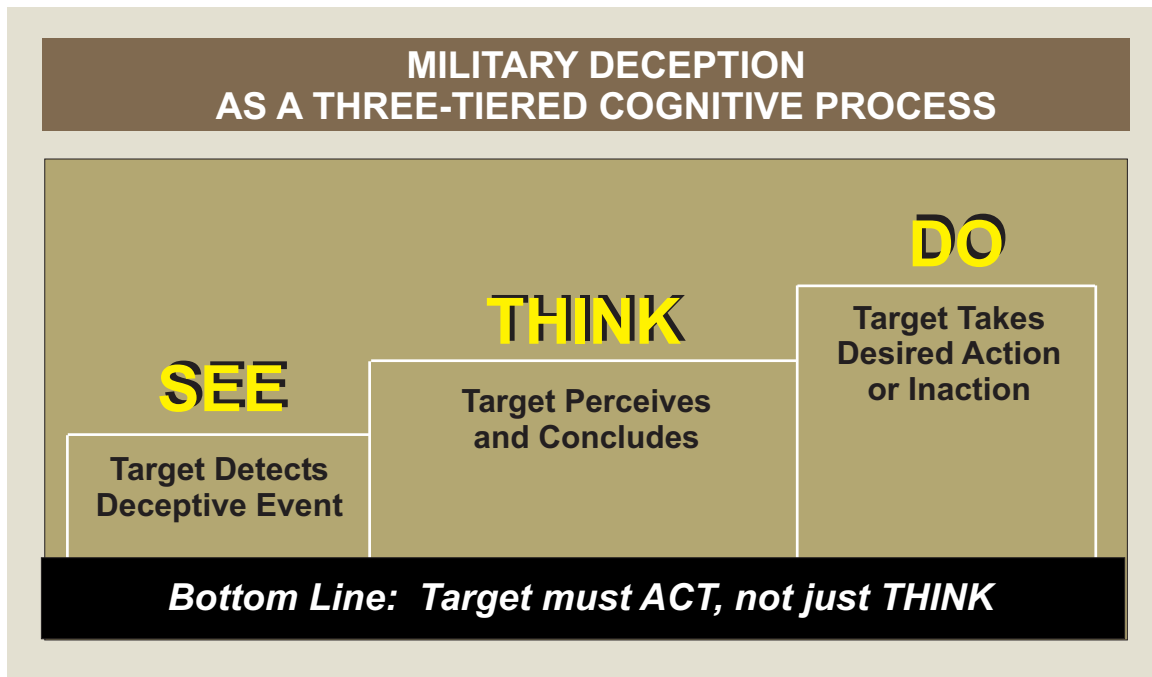 MILITARY DECEPTION
AS A THREE-TIERED COGNITIVE PROCESS
SEE
Target Detects
Deceptive Event
THINK
Target Perceives
and Concludes
DO
Target Takes
Desired Action
or Inaction
Bottom Line: Target must ACT, not just THINK